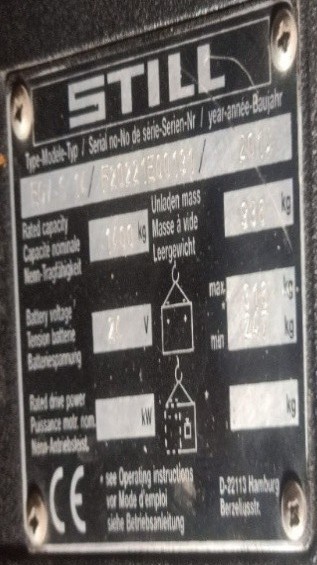 STILL
Type-Modèle-Typ / Serial no-No de série-Serien-Nr / year-année-Baujahr
Rated capacity
Capacité nominale
Nenn-Tragfähigkeit
kg
Unladen mass
Masse à vide
Leergewicht
kg
Battery voltage
Tension batterie
Batteriespannung
24 V
max
kg
min
kg
Rated drive power
Puissance motr. nom.
Nenn-Antriebsleist.
kW
kg
CE
see Operating instructions
voir Mode d'emploi
siehe Betriebsanleitung
D-22113 Hamburg
Berzeliusstr.